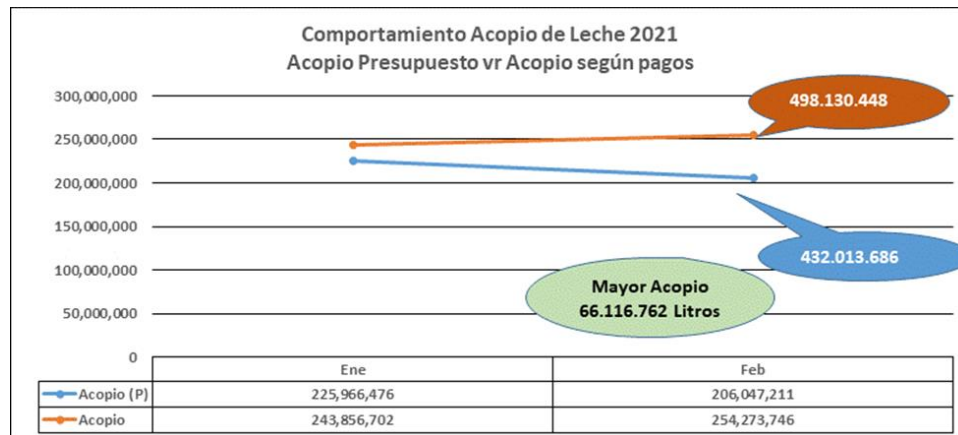 Comportamiento Acopio de Leche 2021
Acopio Presupuesto vr Acopio según pagos
300,000,000
498.130.448
250,000,000
200,000,000
150,000,000
432.013.686
100,000,000
Mayor Acopio
66.116.762 Litros
50,000,000
0
Ene Feb
Acopio (P) 225,966,476 206,047,211
Acopio 243,856,702 254,273,746